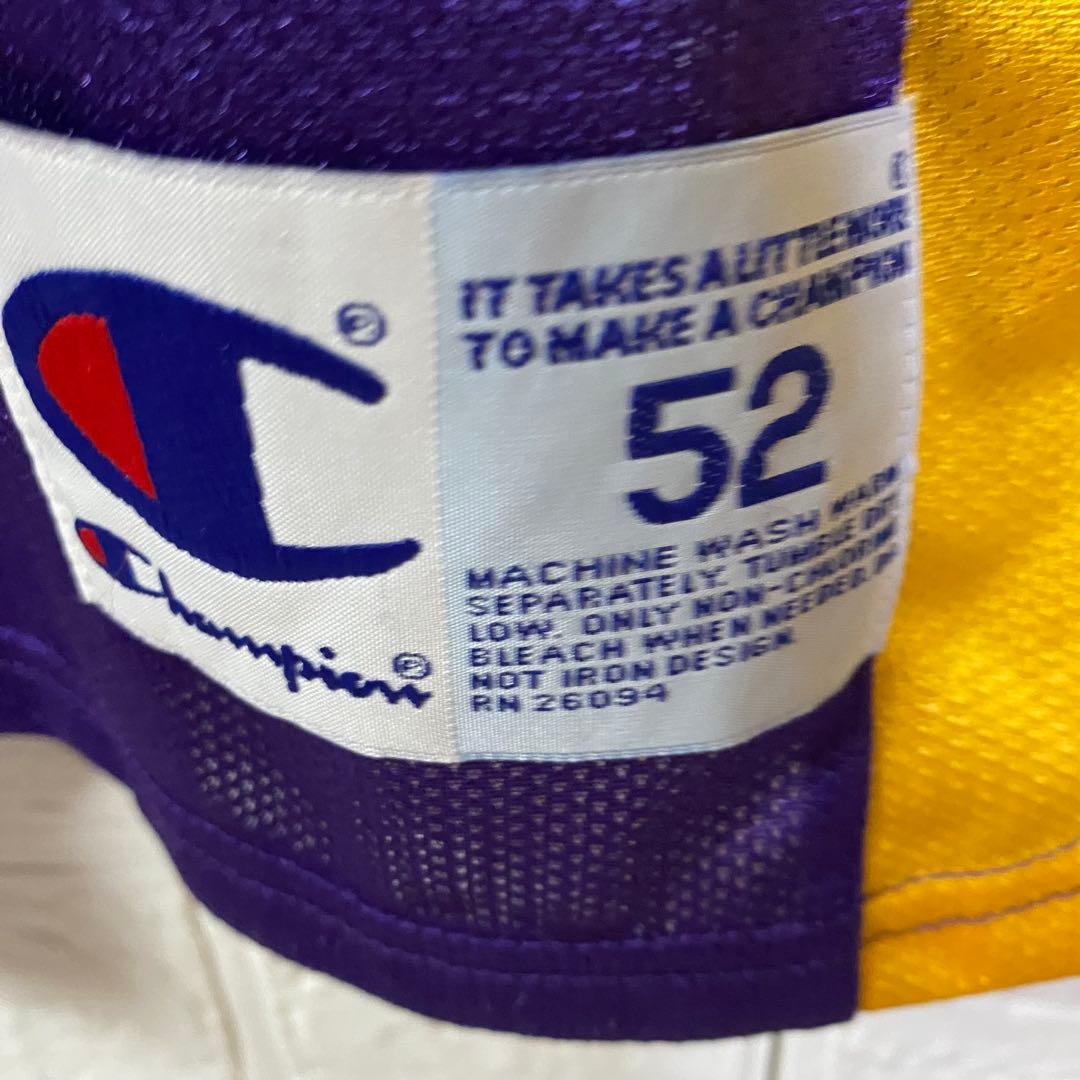 ®
Champion®
IT TAKES A LITTLE MORE
TO MAKE A CHAMPION
52
MACHINE WASH WARM
SEPARATELY. TUMBLE DRY
LOW. ONLY NON-CHLORINE
BLEACH WHEN NEEDED.
NOT IRON DESIGN.
RN 26094